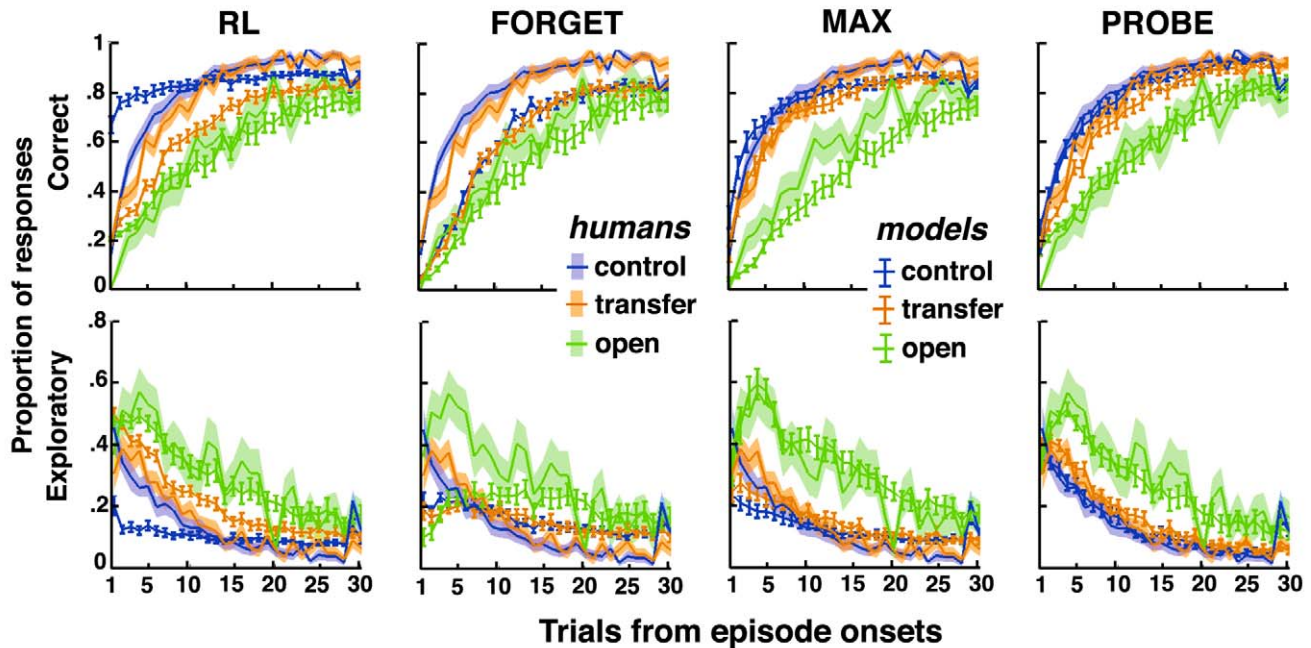 RL FORGET MAX PROBE
Proportion of responses
Correct
1
.8
.6
.4
.2
0
humans
control
transfer
open
models
control
transfer
open
Exploratory
.8
.6
.4
.2
0
1 5 10 15 20 25 30
1 5 10 15 20 25 30
1 5 10 15 20 25 30
1 5 10 15 20 25 30
Trials from episode onsets